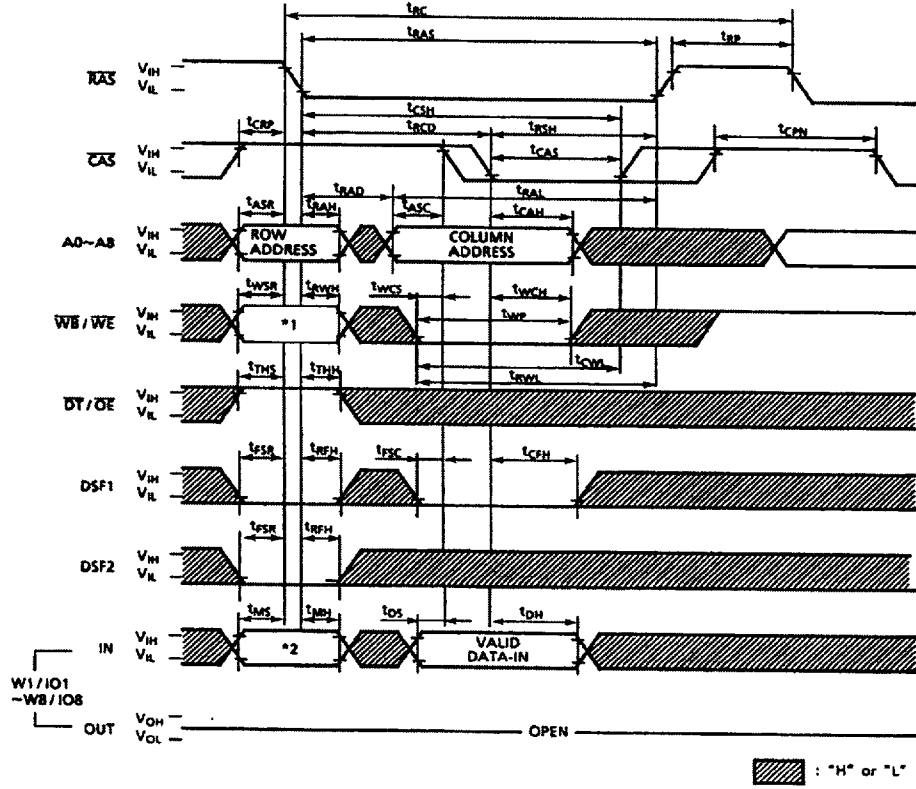 tRC
tRAS
tRP
RAS VIH
VIL
tCSH
tCRP tRCD tRSH tCPN
CAS VIH
VIL
tCAS
tRAD tRAL
tASR tRAH tASC tCAH
A0~A8 VIH
VIL
ROW ADDRESS
COLUMN ADDRESS
tWSR tRWH tWCS tWCH
WB / WE VIH
VIL
*1
tWP
tCWL
tRWL
tTHS tTHH
DT / OE VIH
VIL
tFSR tRFH tFSC tCFH
DSF1 VIH
VIL
tFSR tRFH
DSF2 VIH
VIL
tMS tMH tDS tDH
IN VIH
VIL
*2
VALID DATA-IN
W1 / IO1
~W8 / IO8
OUT VOH
VOL
OPEN
: "H" or "L"